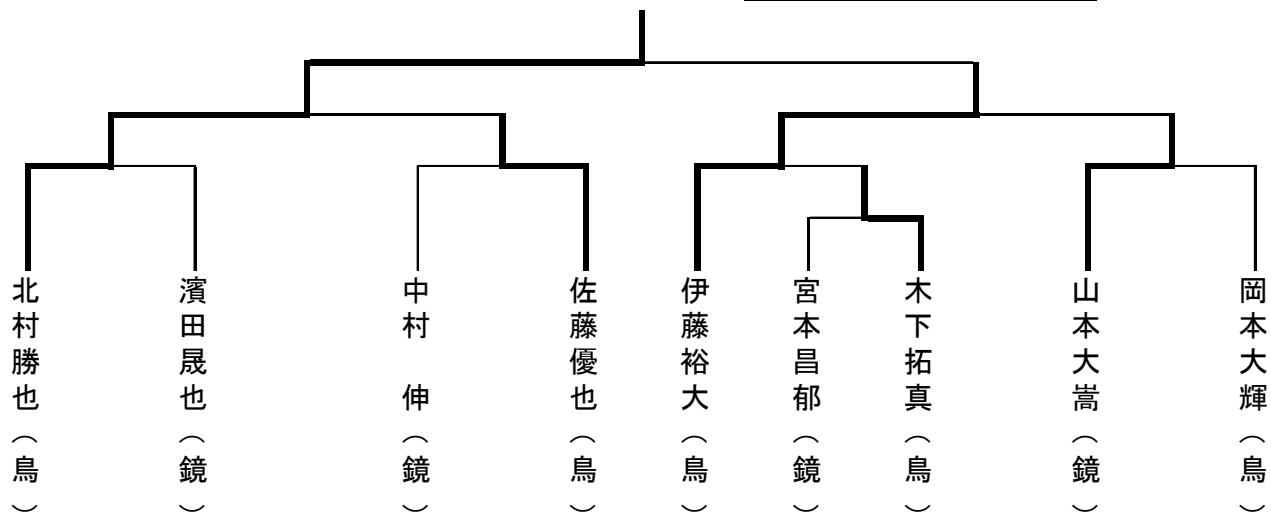 北村勝也（鳥）
濱田晟也（鏡）
中村　伸（鏡）
佐藤優也（鳥）
伊藤裕大（鳥）
宮本昌郁（鏡）
木下拓真（鳥）
山本大嵩（鏡）
岡本大輝（鳥）